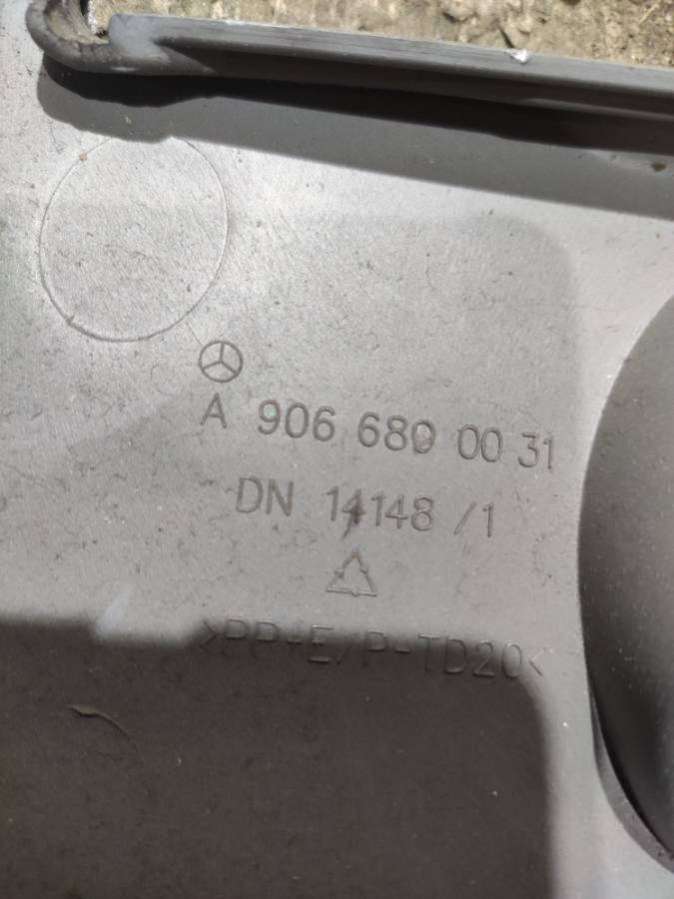 A 906 680 00 31
DN 14148 /1
>PP-E/P-TD20<